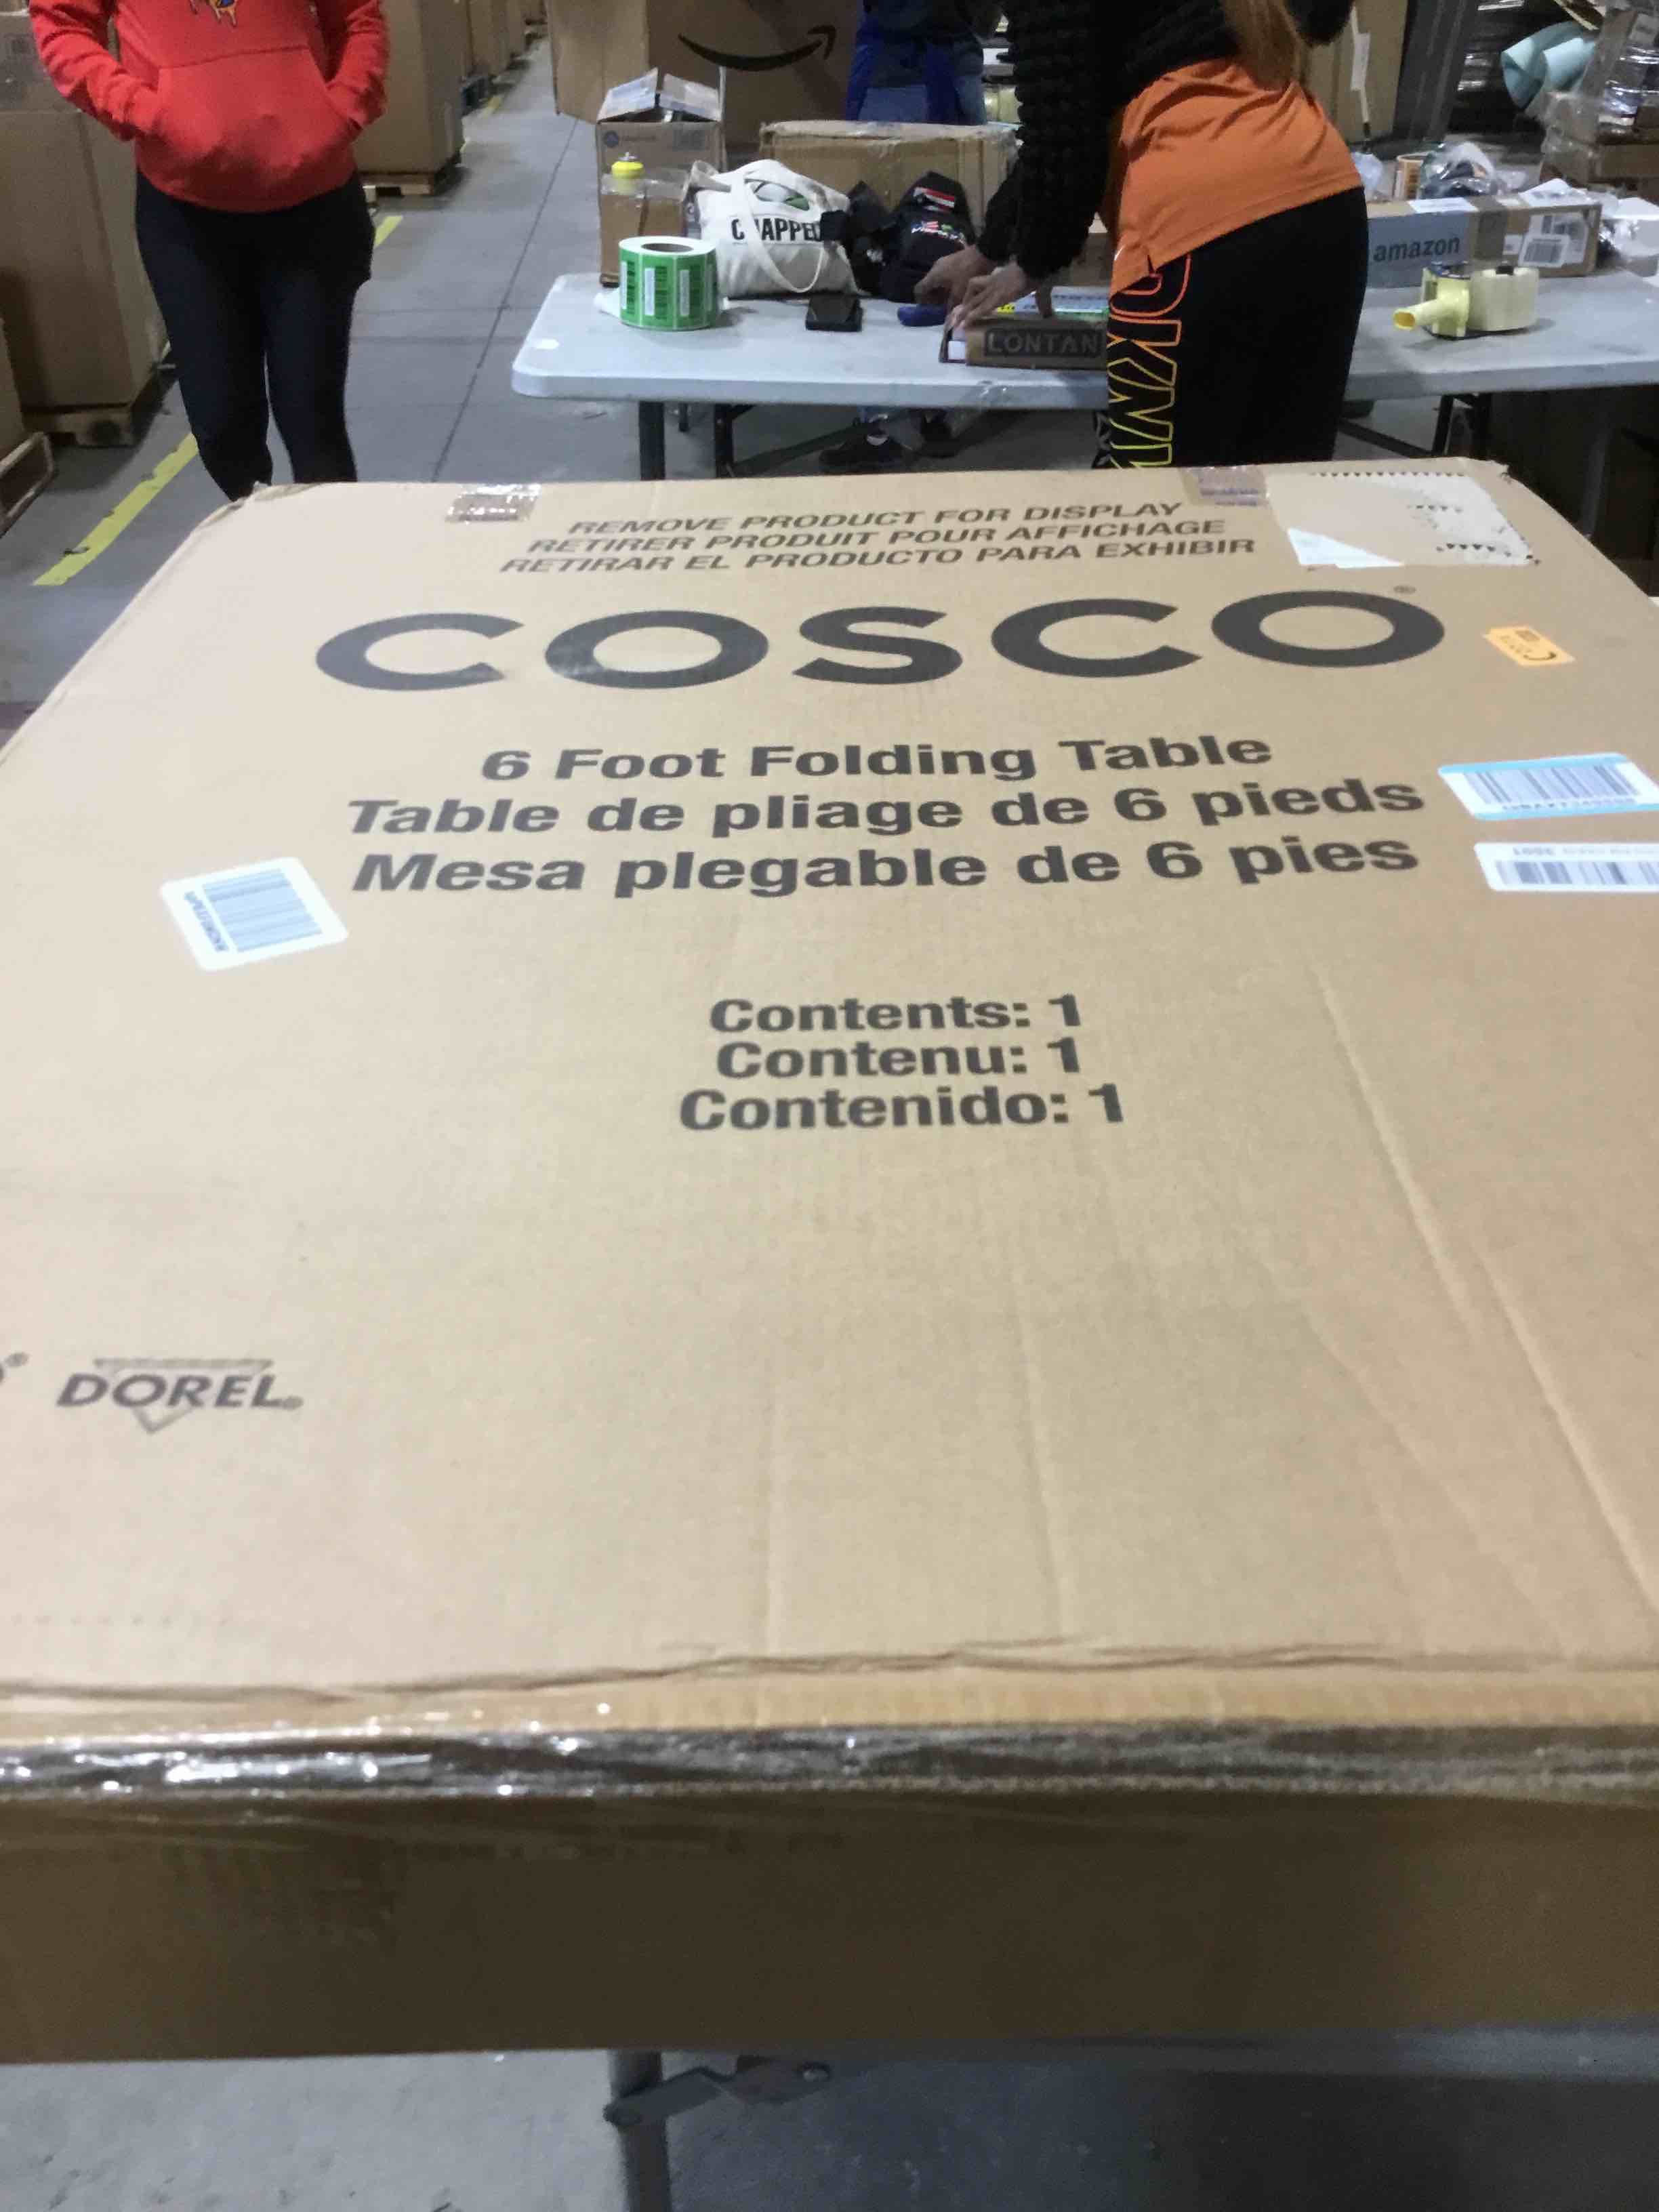 amazon
LONTAN
DKNY
REMOVE PRODUCT FOR DISPLAY
RETIRER PRODUIT POUR AFFICHAGE
RETIRAR EL PRODUCTO PARA EXHIBIR
COSCO®
6 Foot Folding Table
Table de pliage de 6 pieds
Mesa plegable de 6 pies
Contents: 1
Contenu: 1
Contenido: 1
DOREL®